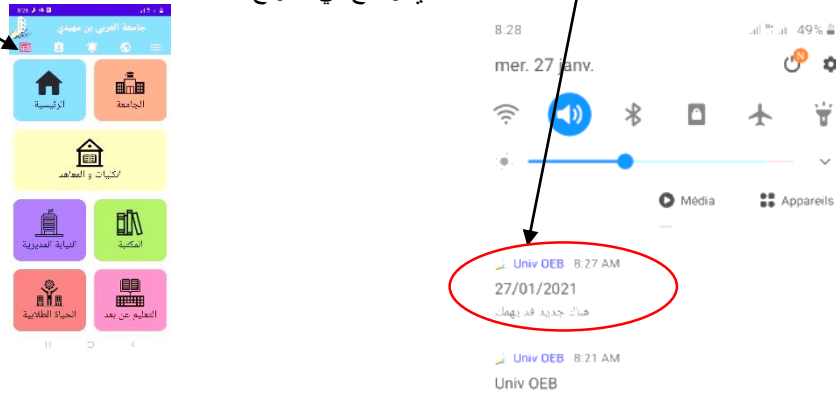 8:26
جامعة العربي بن مهيدي
الرئيسية
الجامعة
الكليات و المعاهد
النيابة المديرية
المكتبة
الحياة الطلابية
التعليم عن بعد
8:28
49%
mer. 27 janv.
N
Média
Appareils
Univ OEB 8:27 AM
27/01/2021
هناك جديد قد يهمك
Univ OEB 8:21 AM
Univ OEB